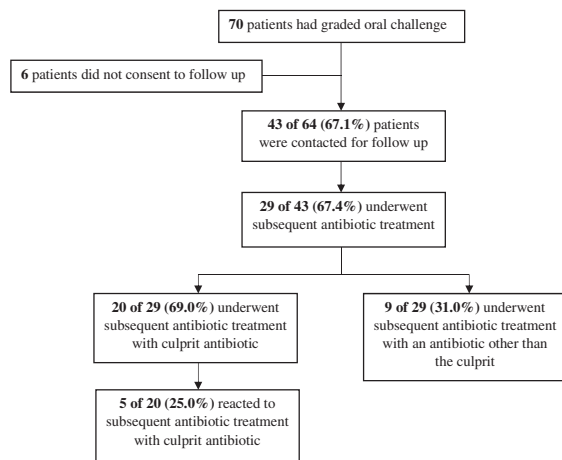 70 patients had graded oral challenge
6 patients did not consent to follow up
43 of 64 (67.1%) patients
were contacted for follow up
29 of 43 (67.4%) underwent
subsequent antibiotic treatment
20 of 29 (69.0%) underwent
subsequent antibiotic treatment
with culprit antibiotic
9 of 29 (31.0%) underwent
subsequent antibiotic treatment
with an antibiotic other than
the culprit
5 of 20 (25.0%) reacted to
subsequent antibiotic treatment
with culprit antibiotic